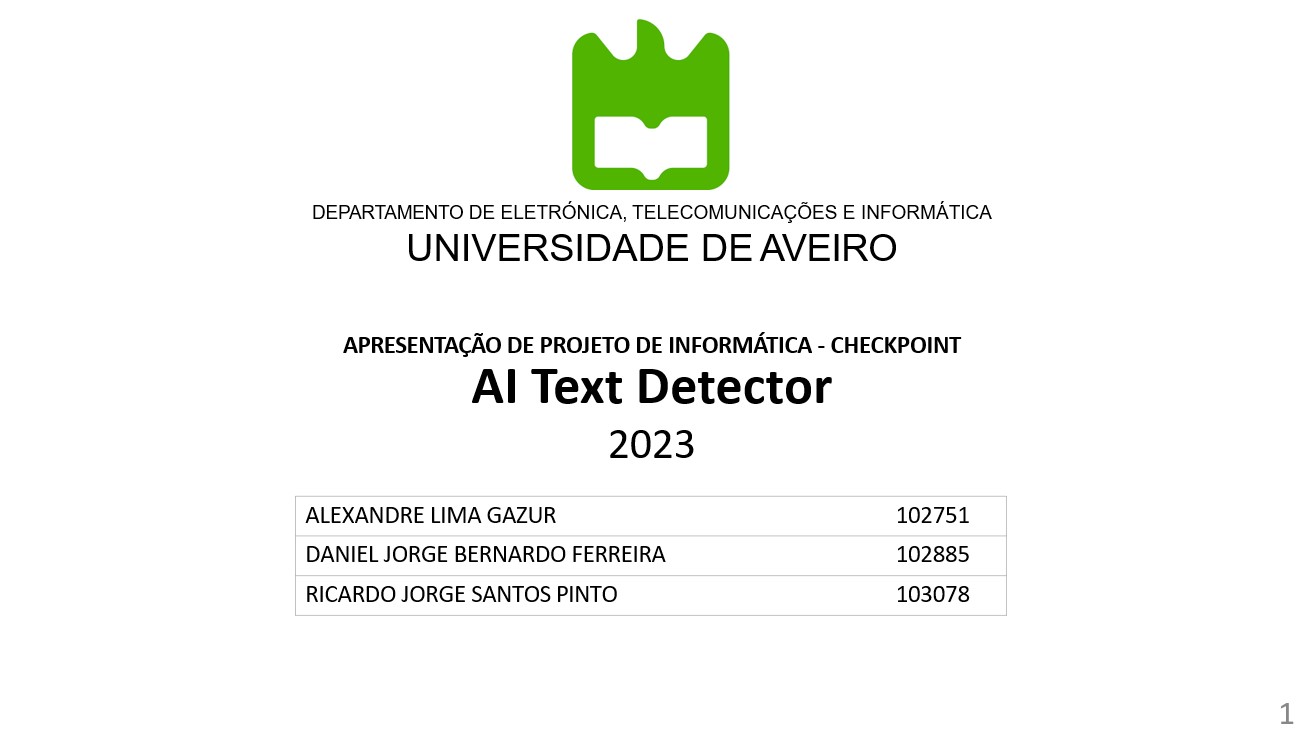 DEPARTAMENTO DE ELETRÓNICA, TELECOMUNICAÇÕES E INFORMÁTICA
UNIVERSIDADE DE AVEIRO
APRESENTAÇÃO DE PROJETO DE INFORMÁTICA - CHECKPOINT
AI Text Detector
2023
ALEXANDRE LIMA GAZUR 102751
DANIEL JORGE BERNARDO FERREIRA 102885
RICARDO JORGE SANTOS PINTO 103078
1